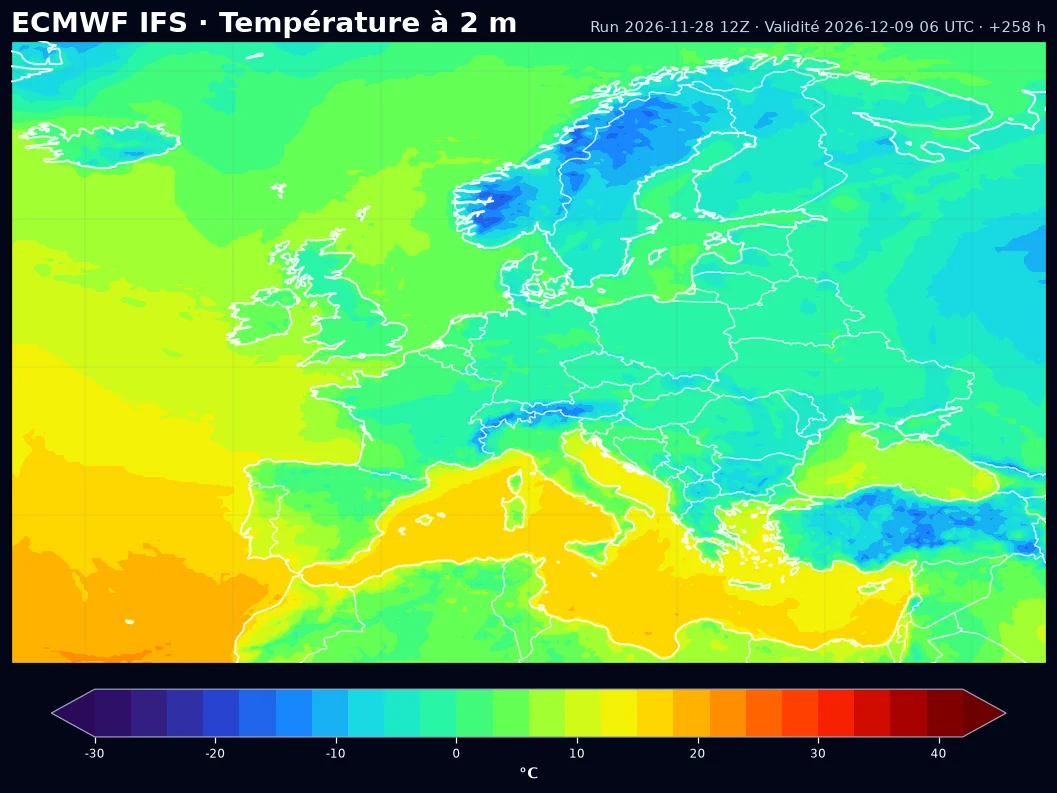 ECMWF IFS · Température à 2 m
Run 2026-11-28 12Z · Validité 2026-12-09 06 UTC · +258 h
-30 -20 -10 0 10 20 30 40
°C